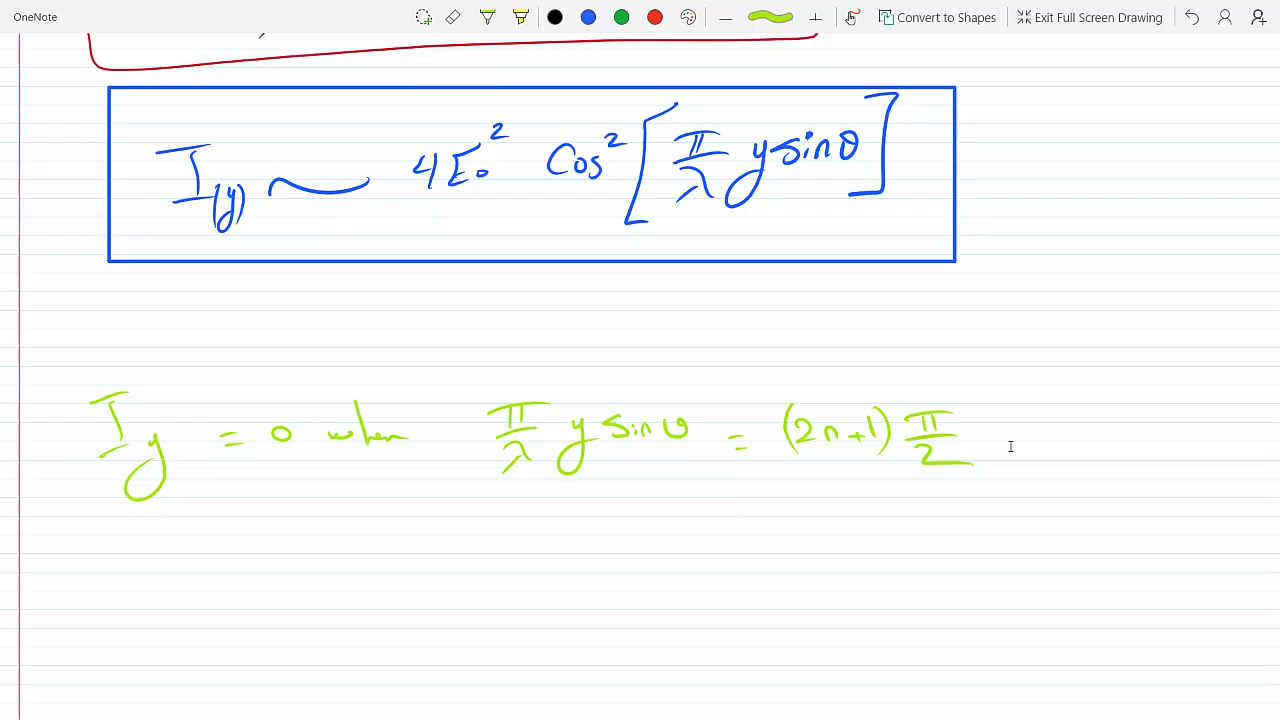 OneNote
Convert to Shapes
Exit Full Screen Drawing
I(y) ~ 4E₀² Cos² [π/λ y sinθ]
Iy = 0 when π/λ y sinθ = (2n+1) π/2